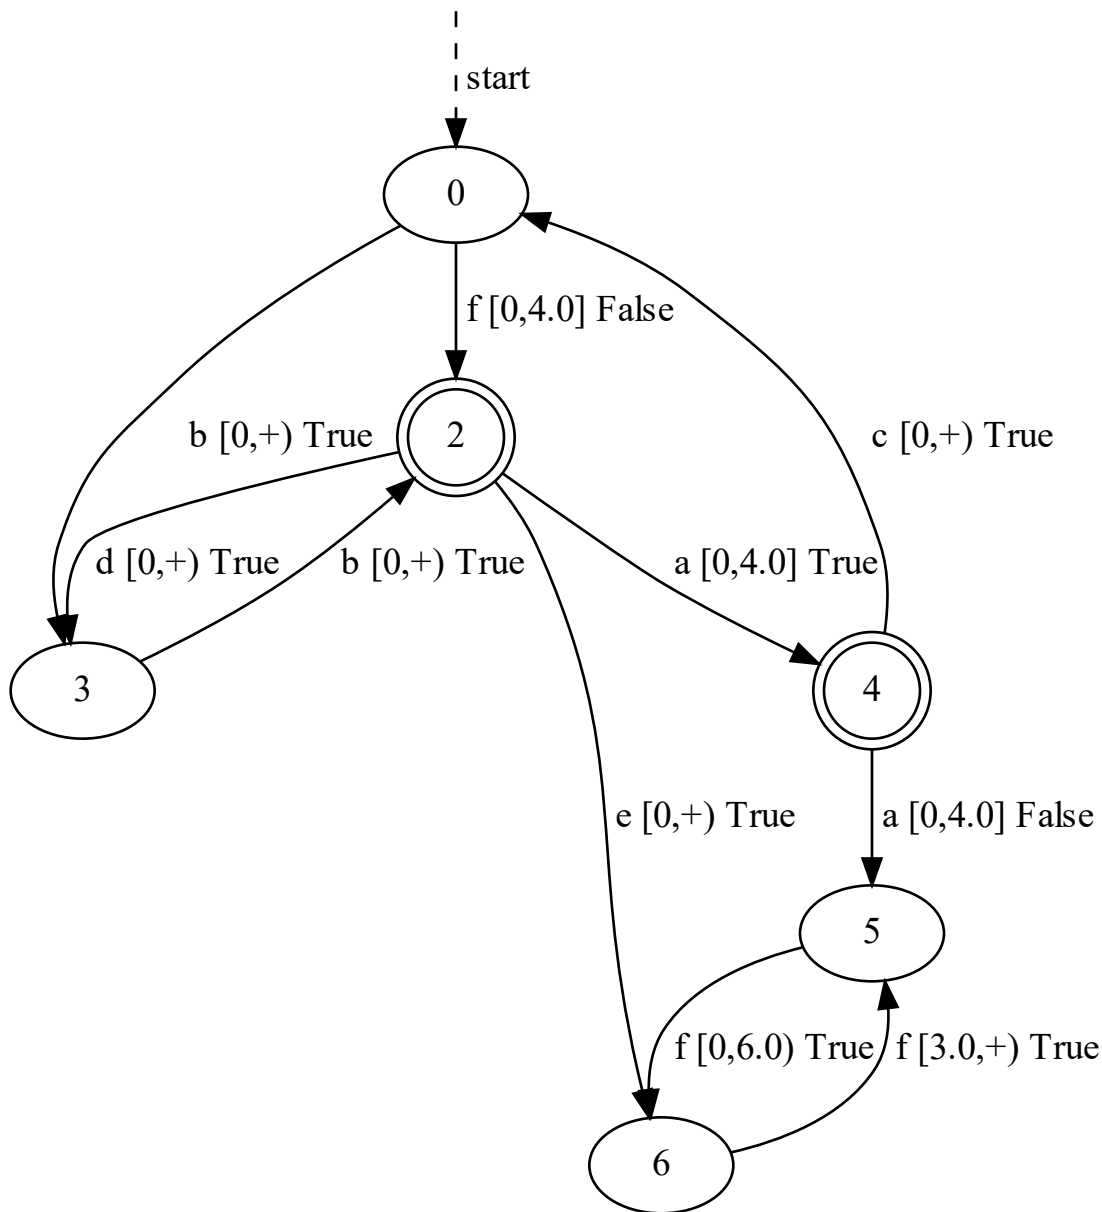 start
0
f [0,4.0] False
b [0,+) True
2
c [0,+) True
d [0,+) True
b [0,+) True
a [0,4.0] True
3
4
e [0,+) True
a [0,4.0] False
5
f [0,6.0) True
f [3.0,+) True
6